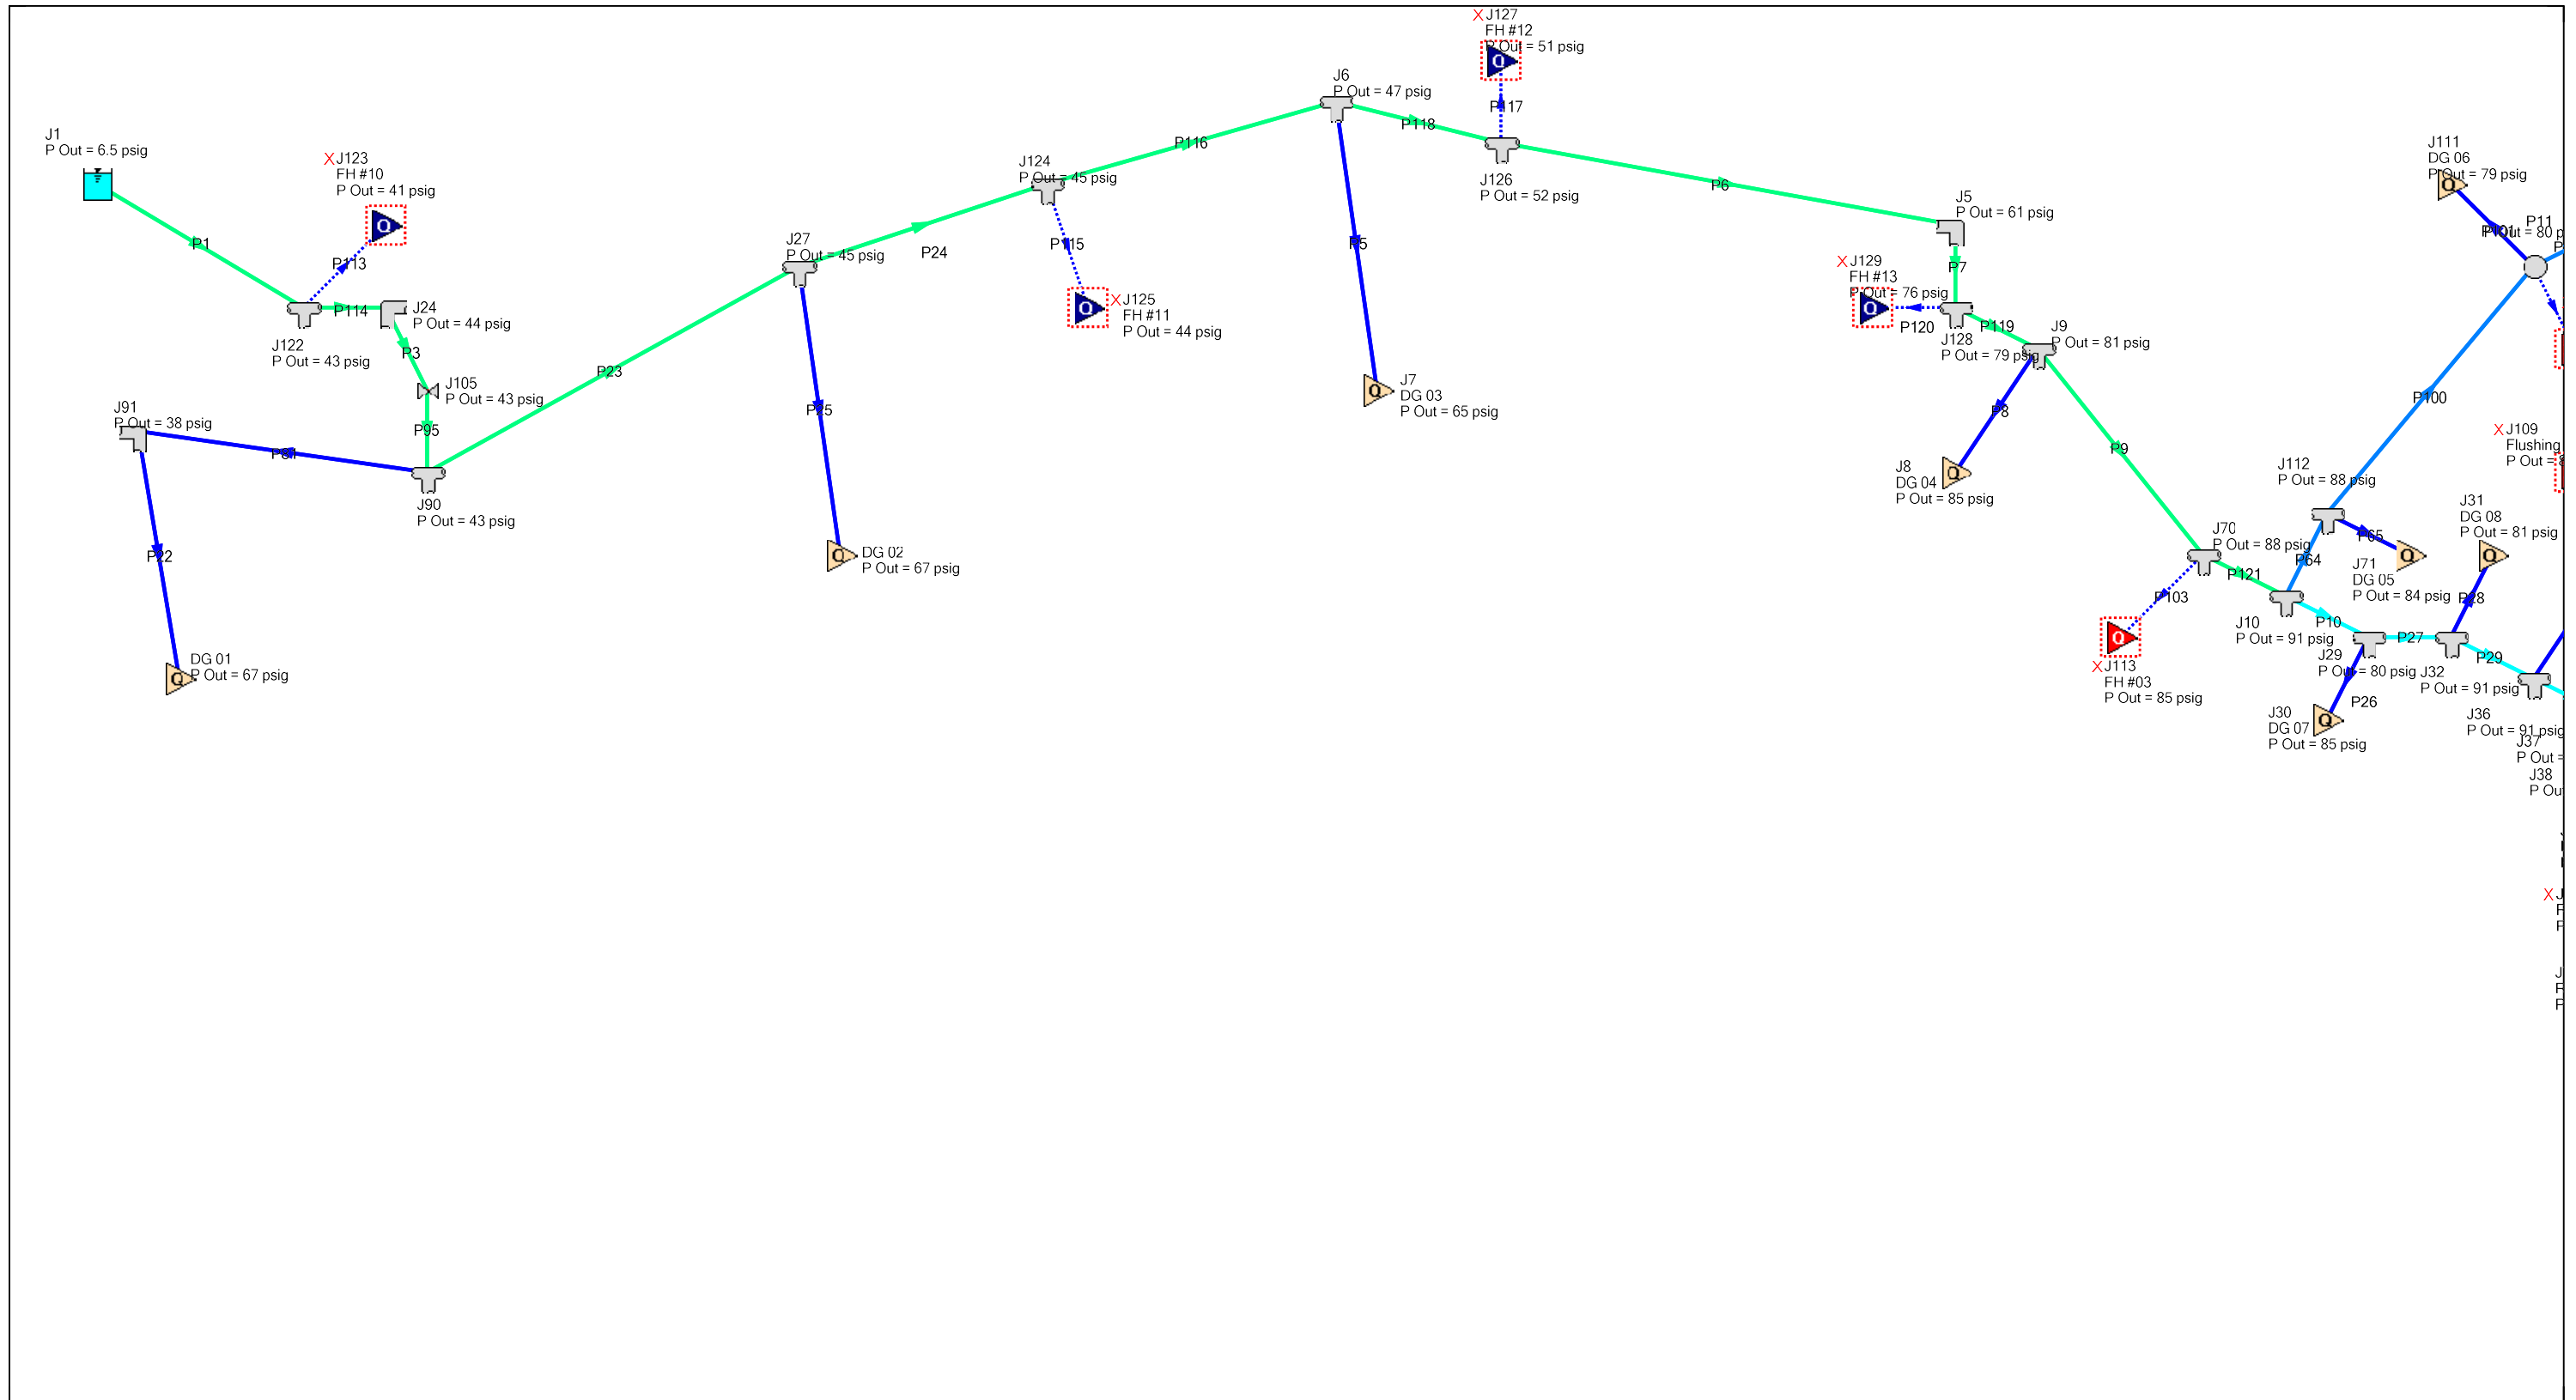 J1
P Out = 6.5 psig
P1
X J123
FH #10
P Out = 41 psig
P113
P114
J122
P Out = 43 psig
J24
P Out = 44 psig
P3
J105
P Out = 43 psig
P95
J91
P Out = 38 psig
P22
DG 01
P Out = 67 psig
J90
P Out = 43 psig
P23
J27
P Out = 45 psig
P25
DG 02
P Out = 67 psig
P24
J124
P Out = 45 psig
P115
X J125
FH #11
P Out = 44 psig
P116
J6
P Out = 47 psig
P5
J7
DG 03
P Out = 65 psig
P118
X J127
FH #12
P Out = 51 psig
P117
J126
P Out = 52 psig
P6
J5
P Out = 61 psig
P7
X J129
FH #13
P Out = 76 psig
P120
P119
J128
P Out = 79 psig
J9
P Out = 81 psig
P8
J8
DG 04
P Out = 85 psig
P9
J70
P Out = 88 psig
P103
X J113
FH #03
P Out = 85 psig
P121
J10
P Out = 91 psig
P64
J112
P Out = 88 psig
P65
J71
DG 05
P Out = 84 psig
P100
J111
DG 06
P Out = 79 psig
P11
X J109
Flushing
P Out =
P10
J29
P Out = 80 psig
P26
J30
DG 07
P Out = 85 psig
P27
J32
P Out = 91 psig
P28
J31
DG 08
P Out = 81 psig
P29
J36
P Out = 91 psig
J37
P Out =
J38
P Ou
X